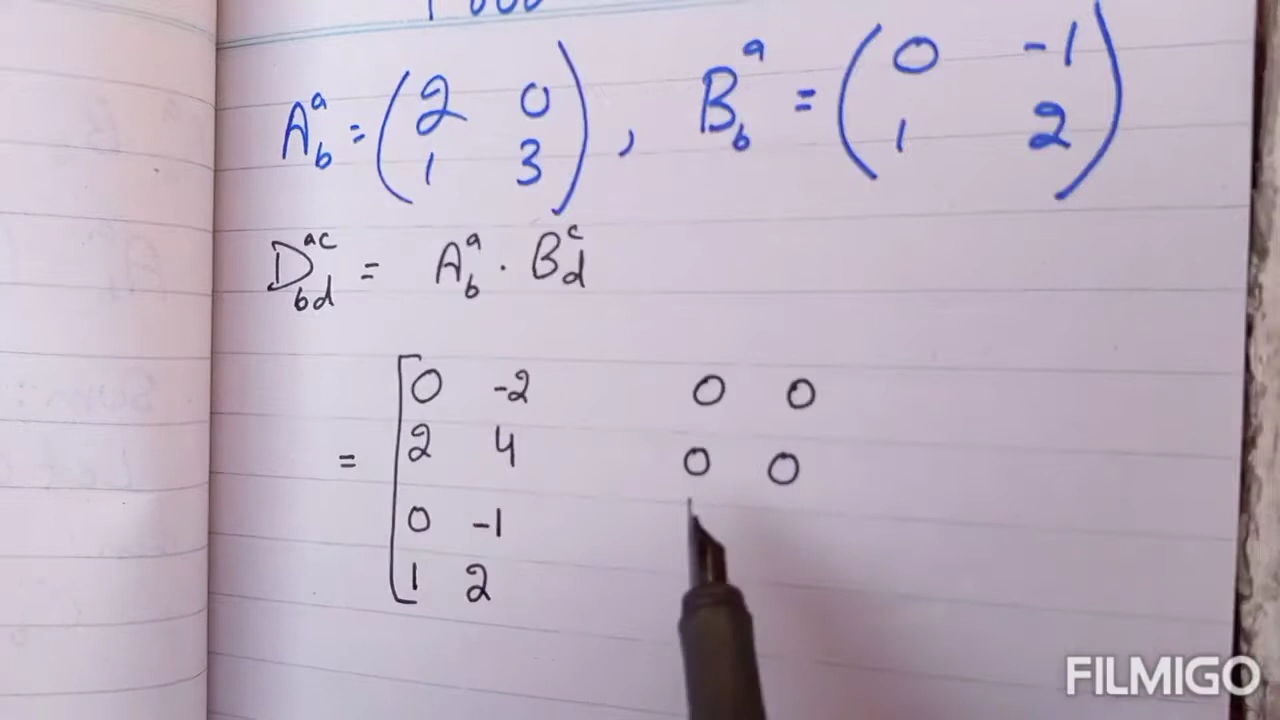 A^a_b = (2 0 1 3), B^a_b = (0 -1 1 2)
D^ac_bd = A^a_b . B^c_d
= [0 -2 0 0
2 4 0 0
0 -1
1 2
FILMIGO